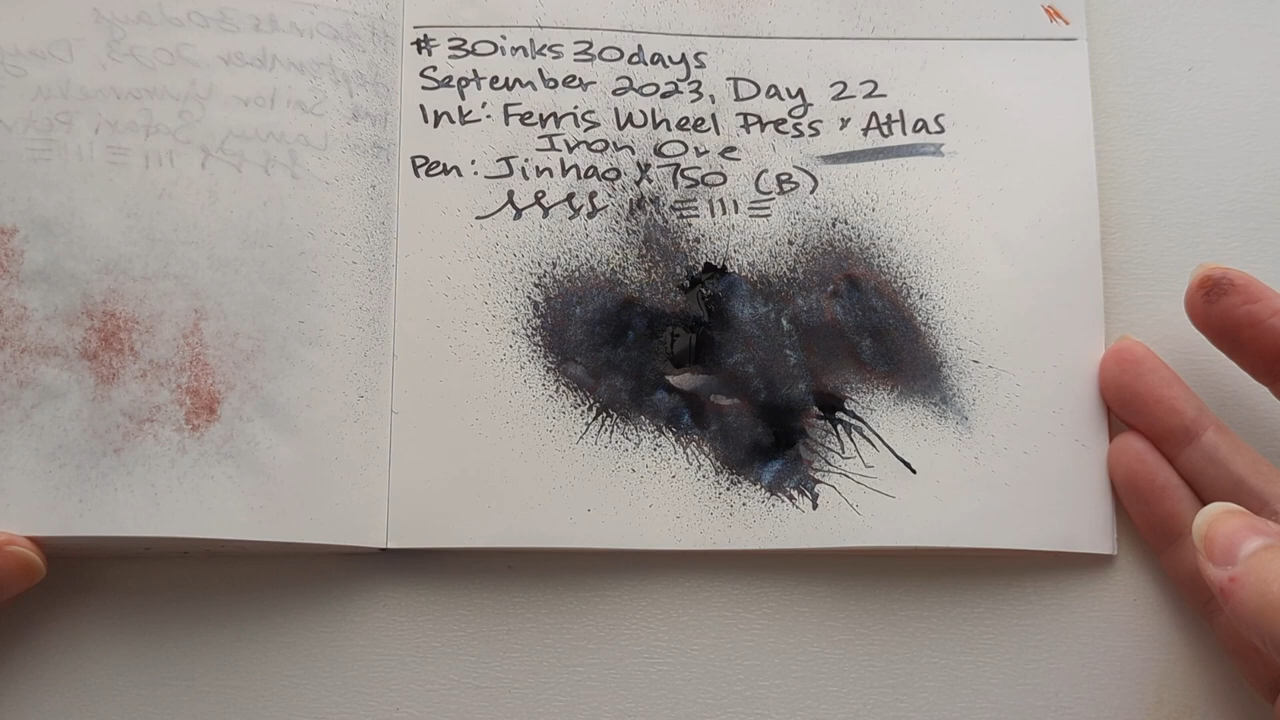 #30inks30days
September 2023, Day 22
Ink: Ferris Wheel Press x Atlas
Iron Ore
Pen: Jinhao X750 (B)